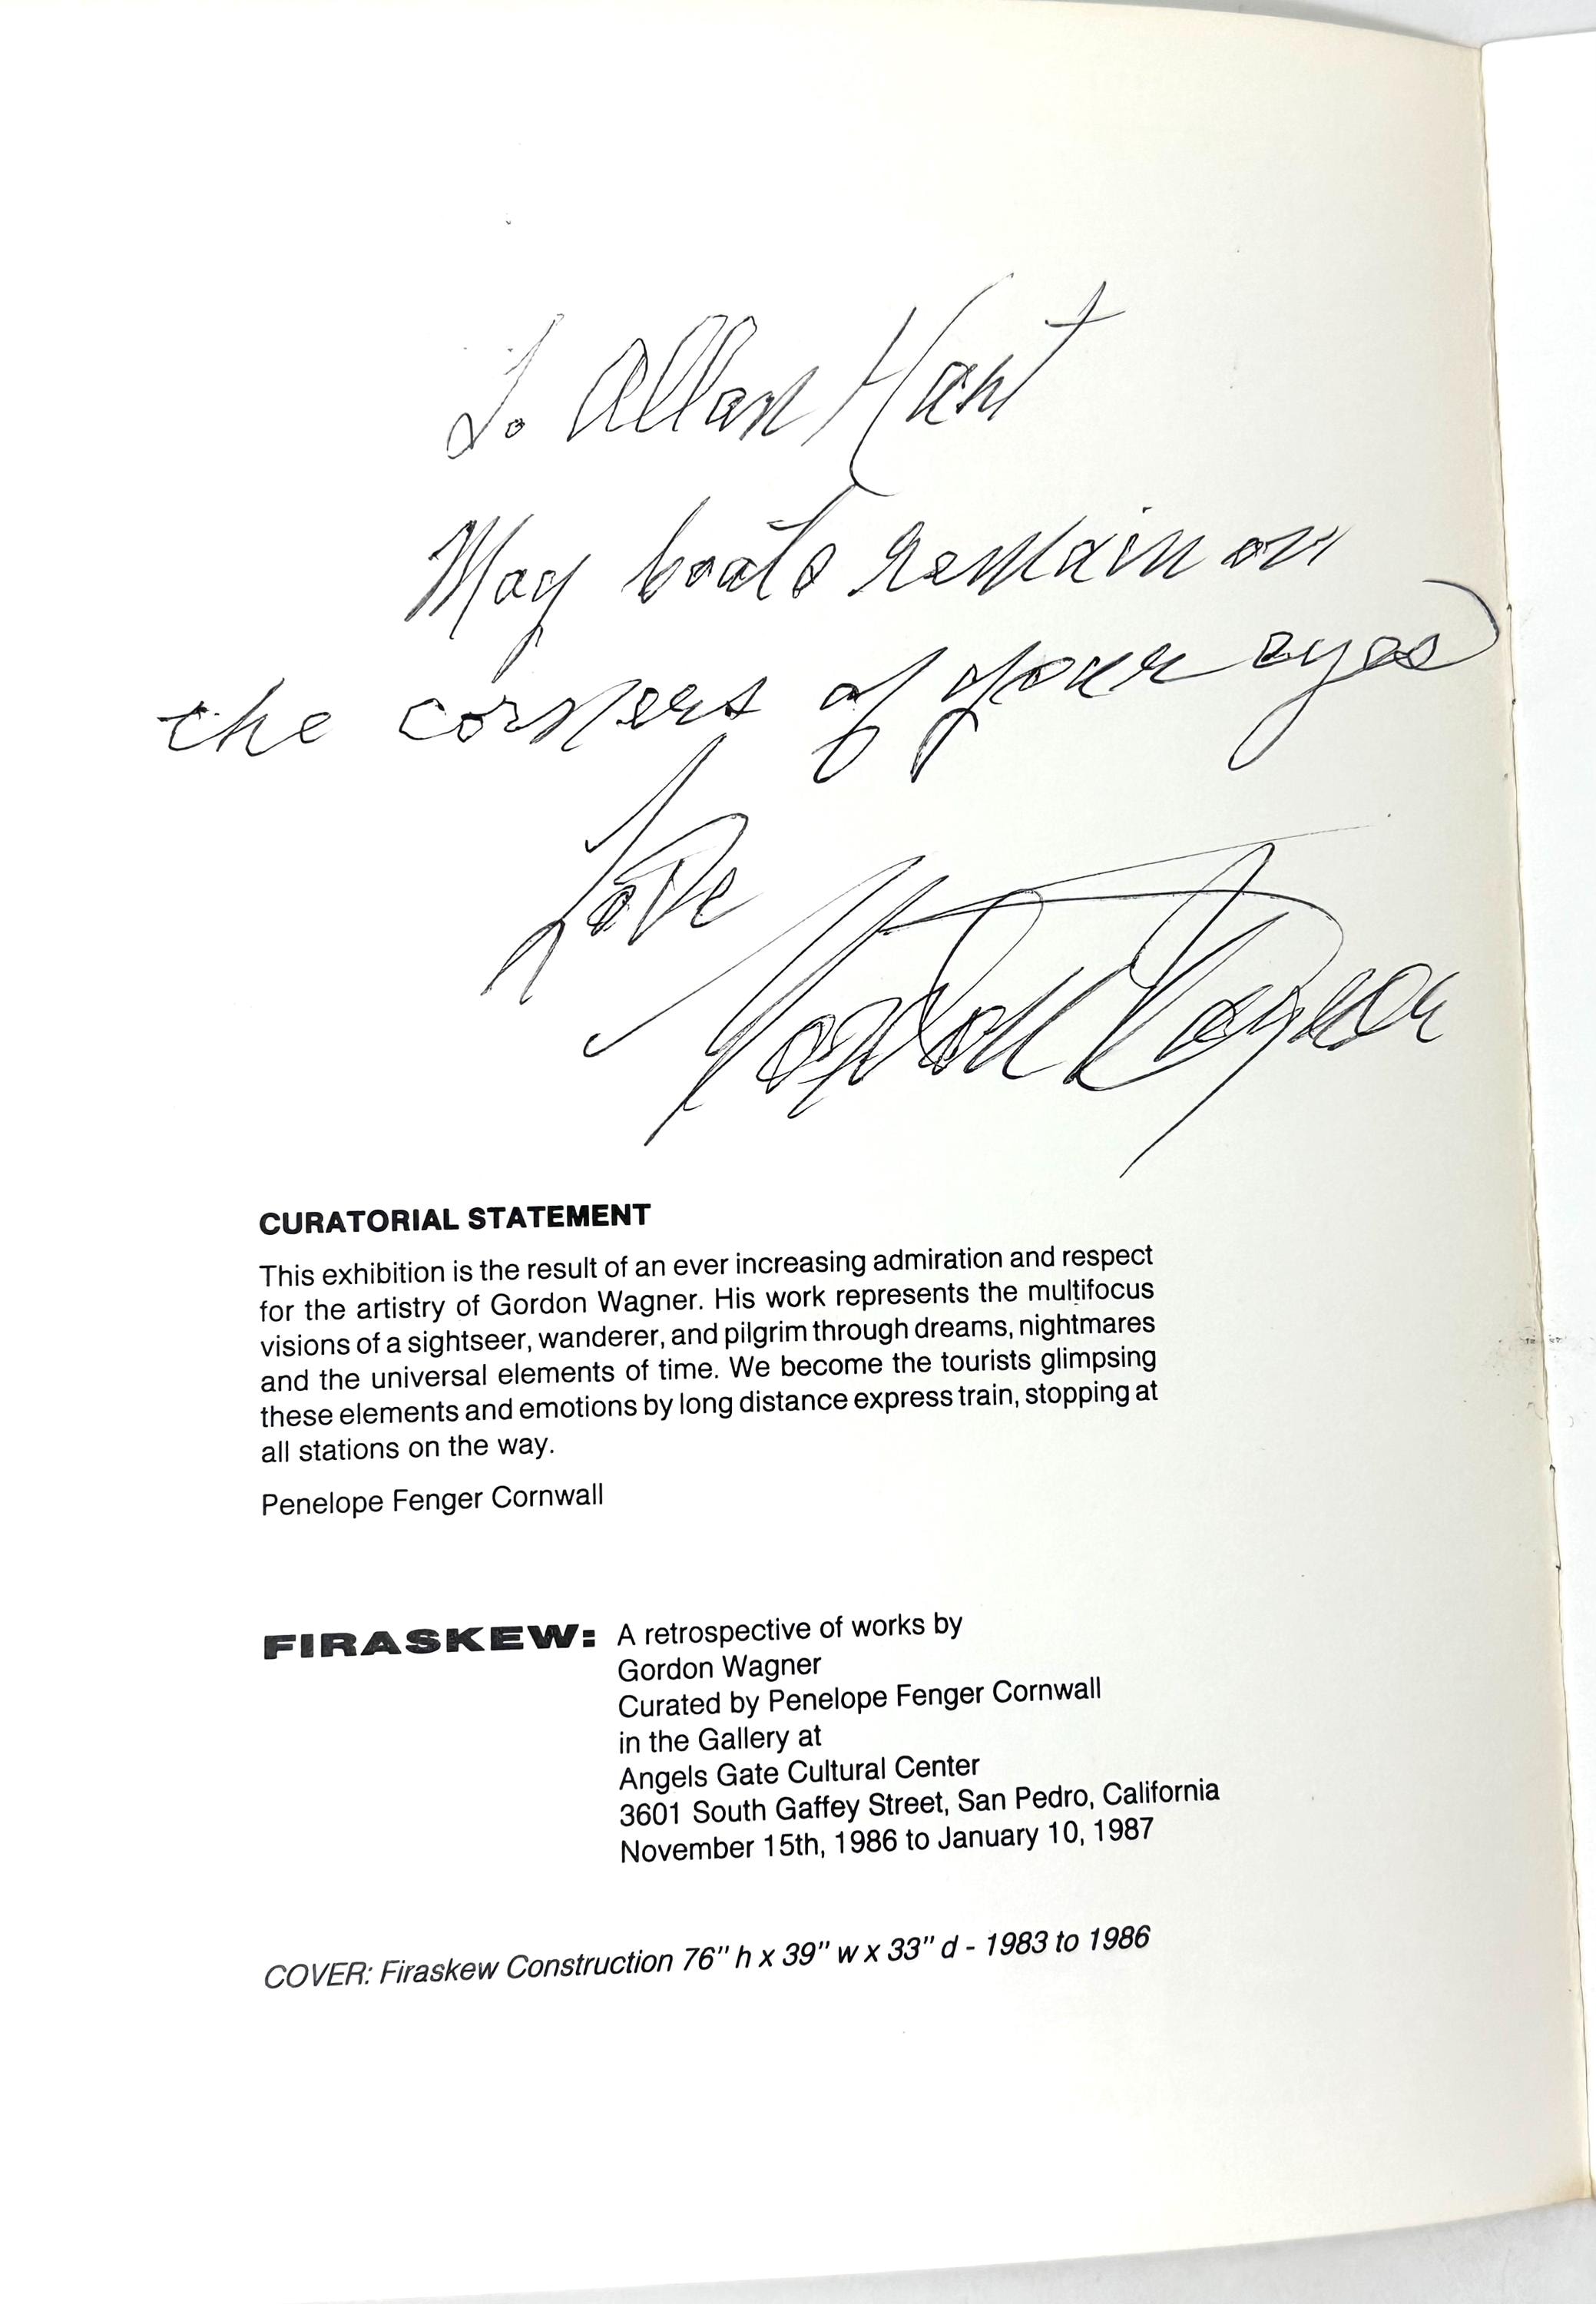 To Allan Hant
May boats remain on
the corners of your eyes
Love
Gordon Wagner
CURATORIAL STATEMENT
This exhibition is the result of an ever increasing admiration and respect
for the artistry of Gordon Wagner. His work represents the multifocus
visions of a sightseer, wanderer, and pilgrim through dreams, nightmares
and the universal elements of time. We become the tourists glimpsing
these elements and emotions by long distance express train, stopping at
all stations on the way.
Penelope Fenger Cornwall
FIRASKEW: A retrospective of works by
Gordon Wagner
Curated by Penelope Fenger Cornwall
in the Gallery at
Angels Gate Cultural Center
3601 South Gaffey Street, San Pedro, California
November 15th, 1986 to January 10, 1987
COVER: Firaskew Construction 76" h x 39" w x 33" d - 1983 to 1986